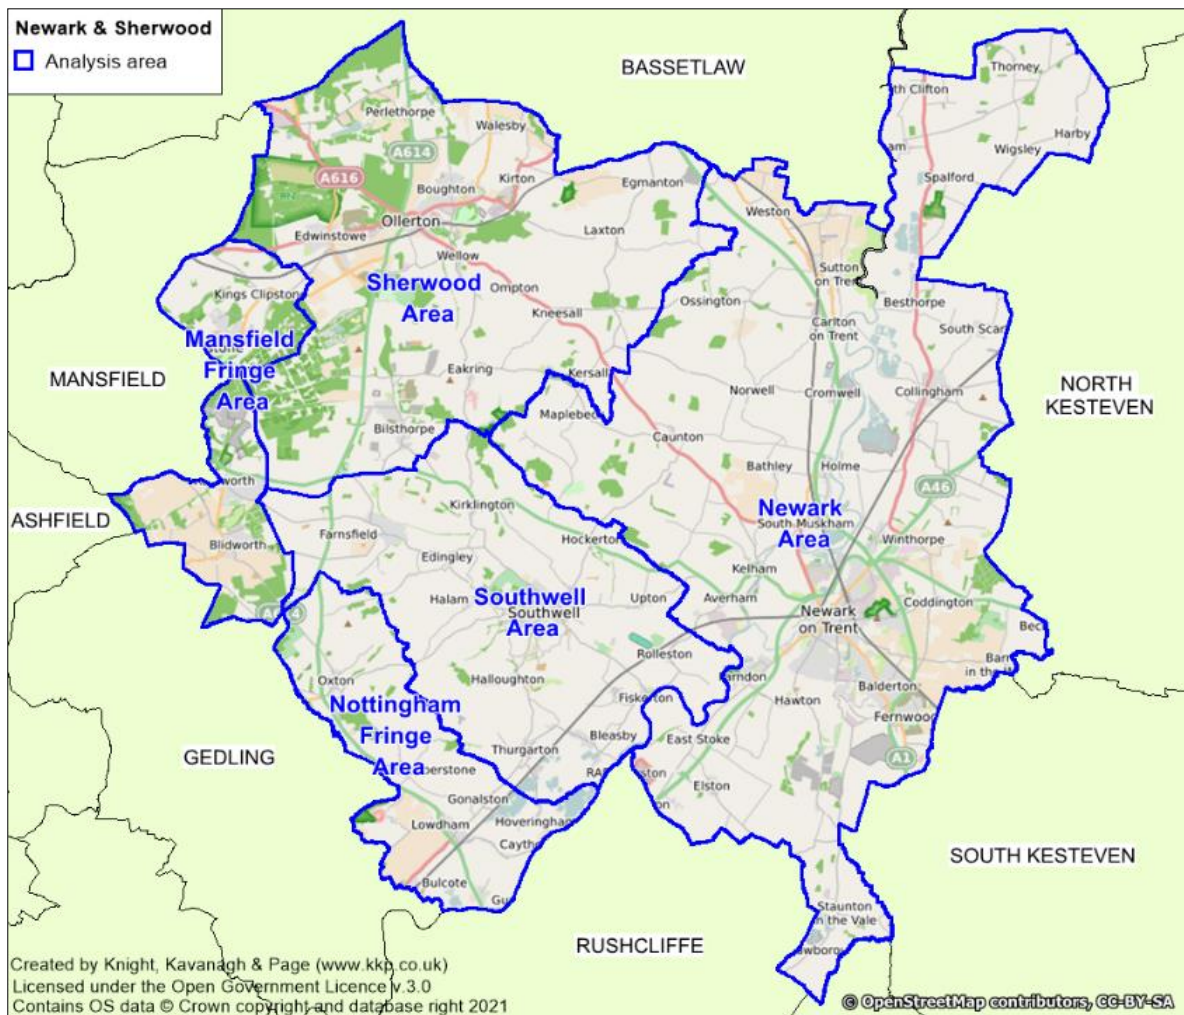 Newark & Sherwood
Analysis area
BASSETLAW
Thorney
Clifton
Perlethorpe
Walesby
Harby
A614
Wigsley
A616
Boughton
Kirton
Egmanton
Spalford
Weston
Ollerton
Laxton
Edwinstowe
Wellow
Sutton
on
Sherwood
Area
Ompton
Kings Clipston
Ossington
Besthorpe
Kneesall
Carlton
on Trent
South Scar
Mansfield
Fringe
Area
MANSFIELD
Eakring
Kersall
Norwell
Cromwell
Collingham
NORTH
KESTEVEN
Maplebec
Bilsthorpe
Caunton
Bathley
Holme
A46
Kirklington
Newark
Area
ASHFIELD
South Muskham
Farnsfield
Hockerton
Winthorpe
Blidworth
Edingley
Kelham
Halam
Southwell
Area
Southwell
Upton
Averham
Coddington
Newark
on Trent
Rolleston
Oxton
Halloughton
Balderton
Fiskerton
Hawton
Nottingham
Fringe
Area
Fernwood
East Stoke
Bleasby
GEDLING
Thurgarton
A1
Elston
Gonalston
Lowdham
Hoveringham
Caytho
SOUTH KESTEVEN
Bulcote
Staunton
in the Vale
RUSHCLIFFE
Created by Knight, Kavanagh & Page (www.kkp.co.uk)
Licensed under the Open Government Licence v.3.0
Contains OS data © Crown copyright and database right 2021
© OpenStreetMap contributors, CC-BY-SA